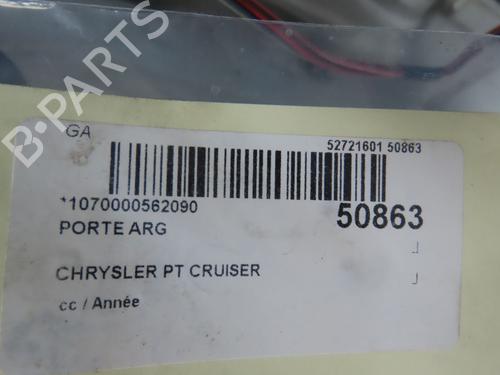 B-PARTS
GA
52721601 50863
*1070000562090
50863
PORTE ARG
CHRYSLER PT CRUISER
cc / Année